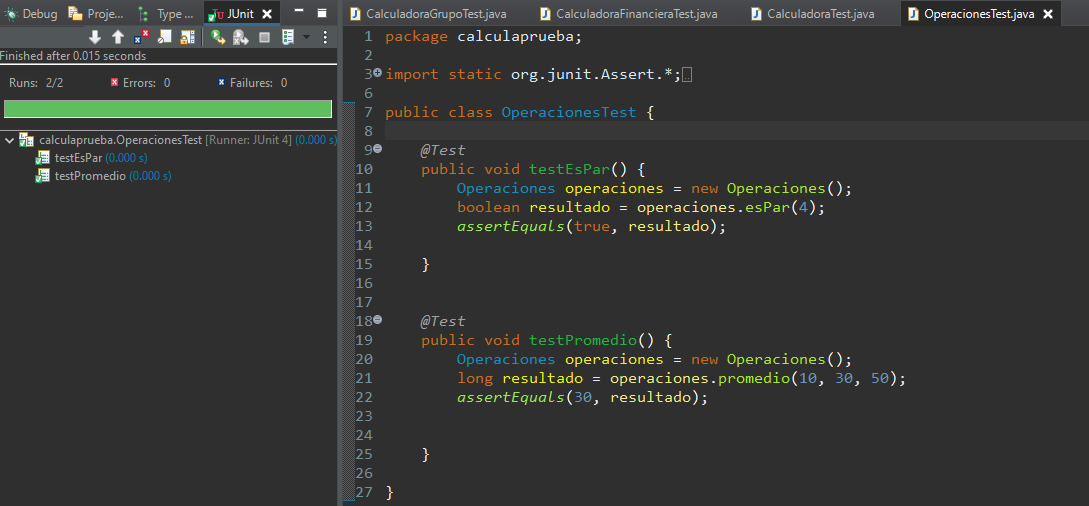 Debug Proje... Type ... JUnit
Finished after 0.015 seconds
Runs: 2/2 Errors: 0 Failures: 0
calculaprueba.OperacionesTest [Runner: JUnit 4] (0.000 s)
testEsPar (0.000 s)
testPromedio (0.000 s)
CalculadoraGrupoTest.java CalculadoraFinancieraTest.java CalculadoraTest.java OperacionesTest.java
1 package calculaprueba;
2
3 import static org.junit.Assert.*;
6
7 public class OperacionesTest {
8
9 @Test
10 public void testEsPar() {
11 Operaciones operaciones = new Operaciones();
12 boolean resultado = operaciones.esPar(4);
13 assertEquals(true, resultado);
14
15 }
16
17
18 @Test
19 public void testPromedio() {
20 Operaciones operaciones = new Operaciones();
21 long resultado = operaciones.promedio(10, 30, 50);
22 assertEquals(30, resultado);
23
24
25 }
26
27 }